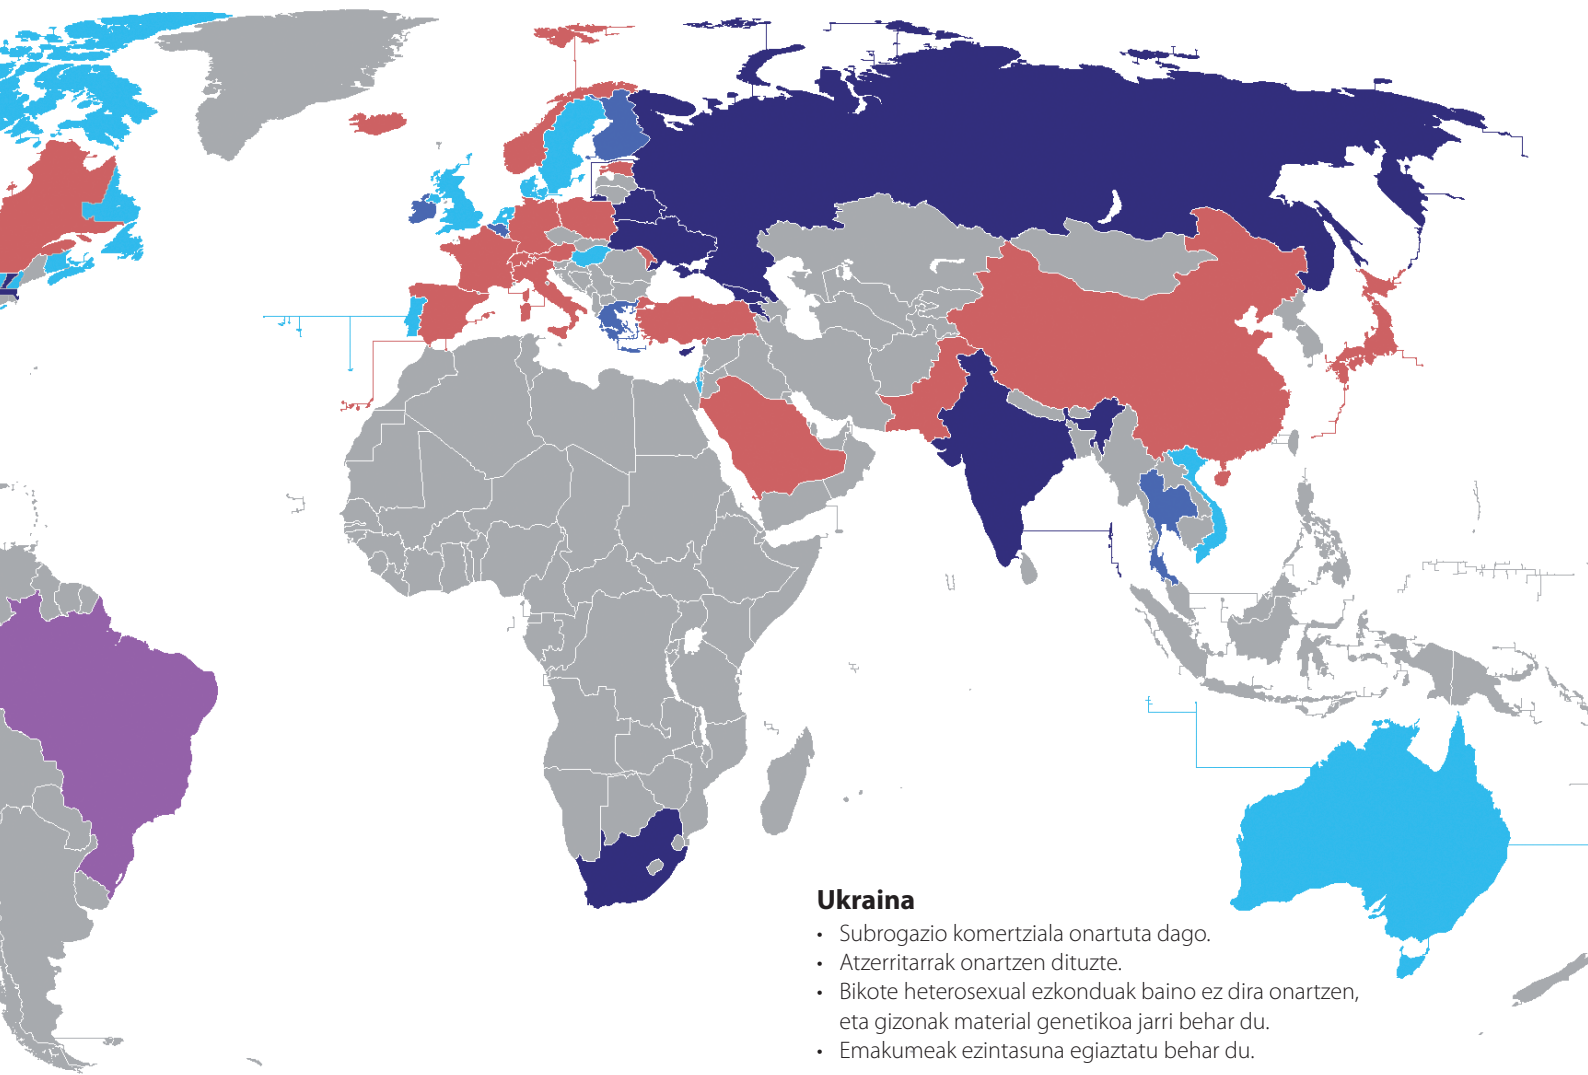 Ukraina
• Subrogazio komertziala onartuta dago.
• Atzerritarrak onartzen dituzte.
• Bikote heterosexual ezkonduak baino ez dira onartzen,
eta gizonak material genetikoa jarri behar du.
• Emakumeak ezintasuna egiaztatu behar du.